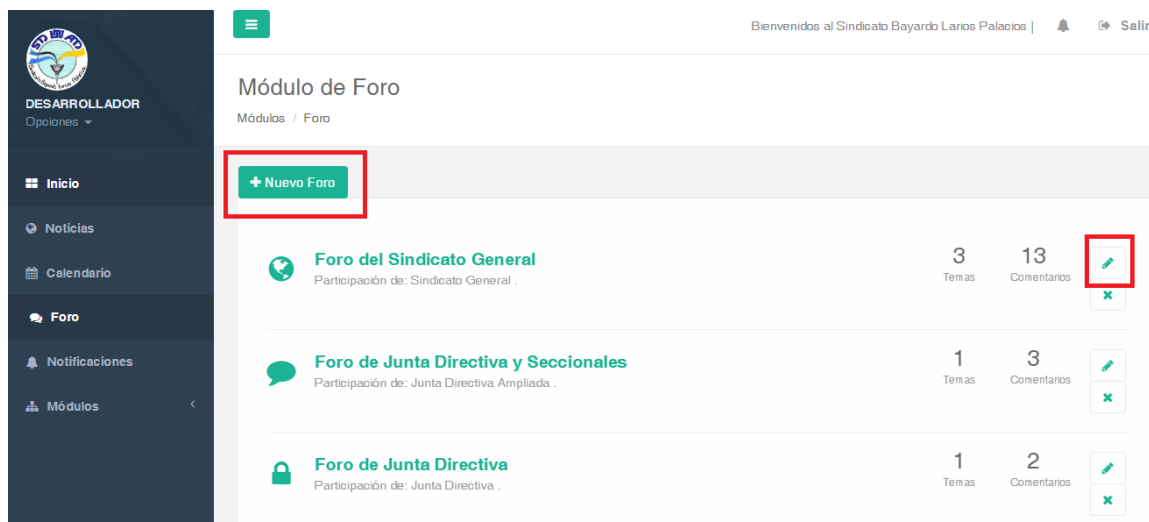 Bienvenidos al Sindicato Bayardo Larios Palacios |
Salir
DESARROLLADOR
Opciones
Módulo de Foro
Módulos / Foro
Inicio
Noticias
Calendario
Foro
Notificaciones
Módulos
Nuevo Foro
Foro del Sindicato General
Participación de: Sindicato General .
3 13
Temas Comentarios
Foro de Junta Directiva y Seccionales
Participación de: Junta Directiva Ampliada .
1 3
Temas Comentarios
Foro de Junta Directiva
Participación de: Junta Directiva .
1 2
Temas Comentarios